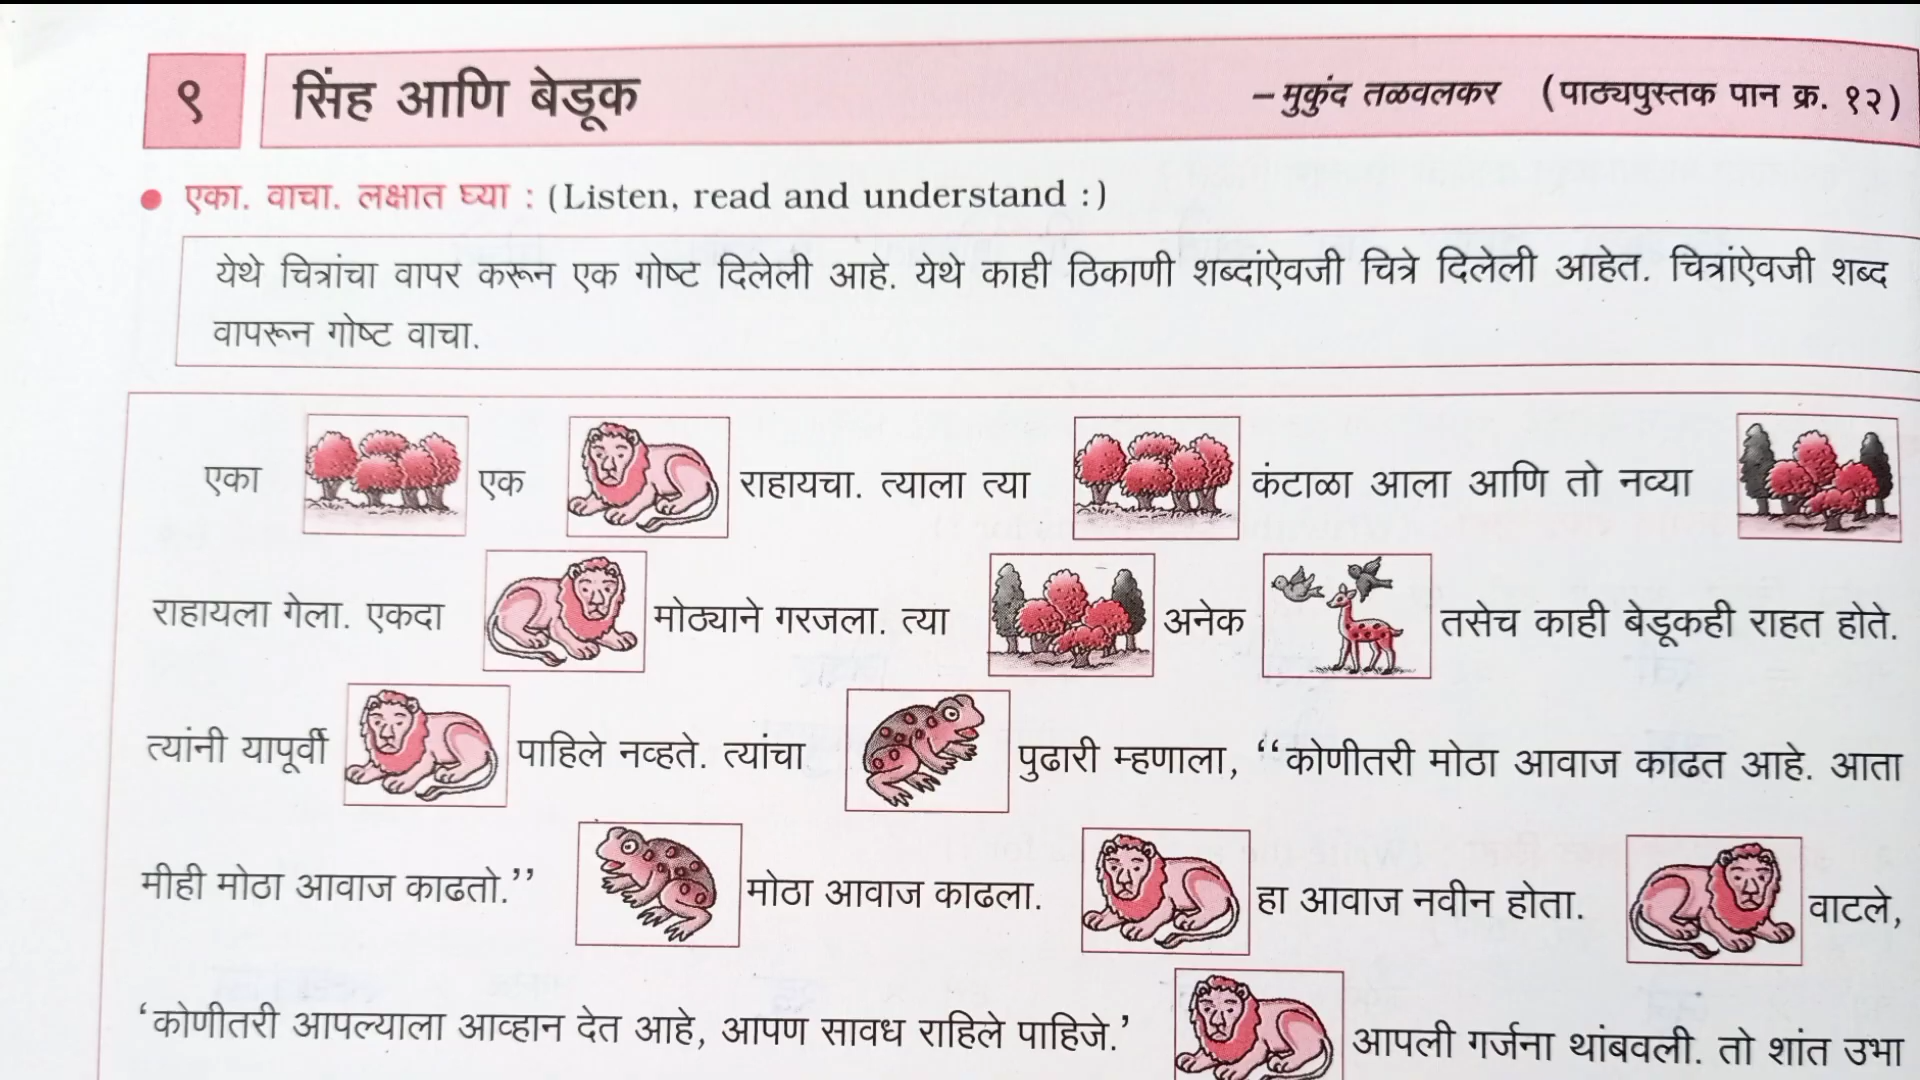 ९ सिंह आणि बेडूक – मुकुंद तळवलकर (पाठ्यपुस्तक पान क्र. १२)
● एका. वाचा. लक्षात घ्या : (Listen, read and understand :)
येथे चित्रांचा वापर करून एक गोष्ट दिलेली आहे. येथे काही ठिकाणी शब्दांऐवजी चित्रे दिलेली आहेत. चित्रांऐवजी शब्द
वापरून गोष्ट वाचा.
एका एक राहायचा. त्याला त्या कंटाळा आला आणि तो नव्या
राहायला गेला. एकदा मोठ्याने गरजला. त्या अनेक तसेच काही बेडूकही राहत होते.
त्यांनी यापूर्वी पाहिले नव्हते. त्यांचा पुढारी म्हणाला, ‘‘कोणीतरी मोठा आवाज काढत आहे. आता
मीही मोठा आवाज काढतो.’’ मोठा आवाज काढला. हा आवाज नवीन होता. वाटले,
‘कोणीतरी आपल्याला आव्हान देत आहे, आपण सावध राहिले पाहिजे.’ आपली गर्जना थांबवली. तो शांत उभा